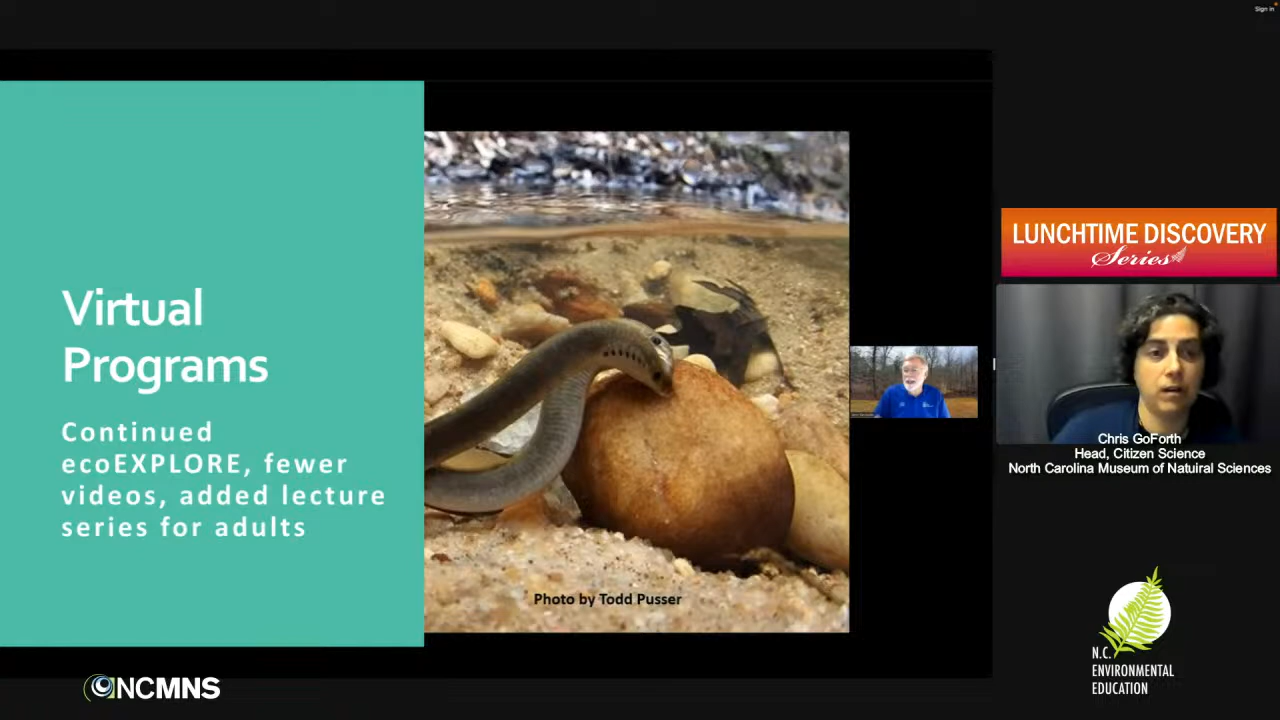 Sign in
Virtual
Programs
Continued
ecoEXPLORE, fewer
videos, added lecture
series for adults
Photo by Todd Pusser
LUNCHTIME DISCOVERY
Series
Chris GoForth
Head, Citizen Science
North Carolina Museum of Natuiral Sciences
NCMNS
N.C.
ENVIRONMENTAL
EDUCATION